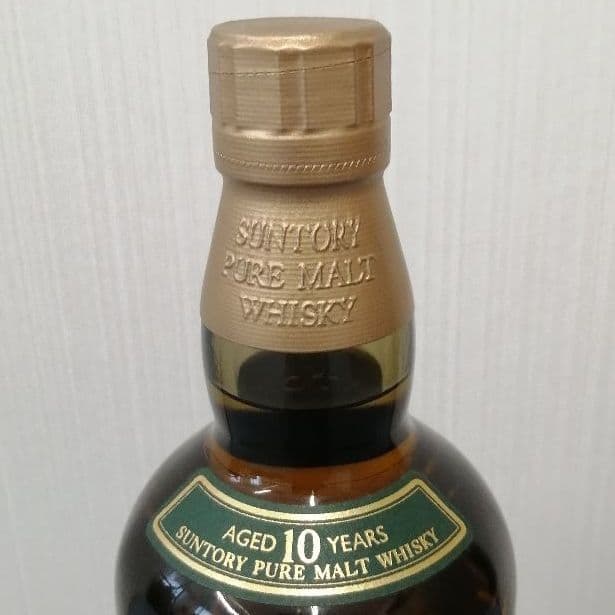 SUNTORY
PURE MALT
WHISKY
AGED 10 YEARS
SUNTORY PURE MALT WHISKY